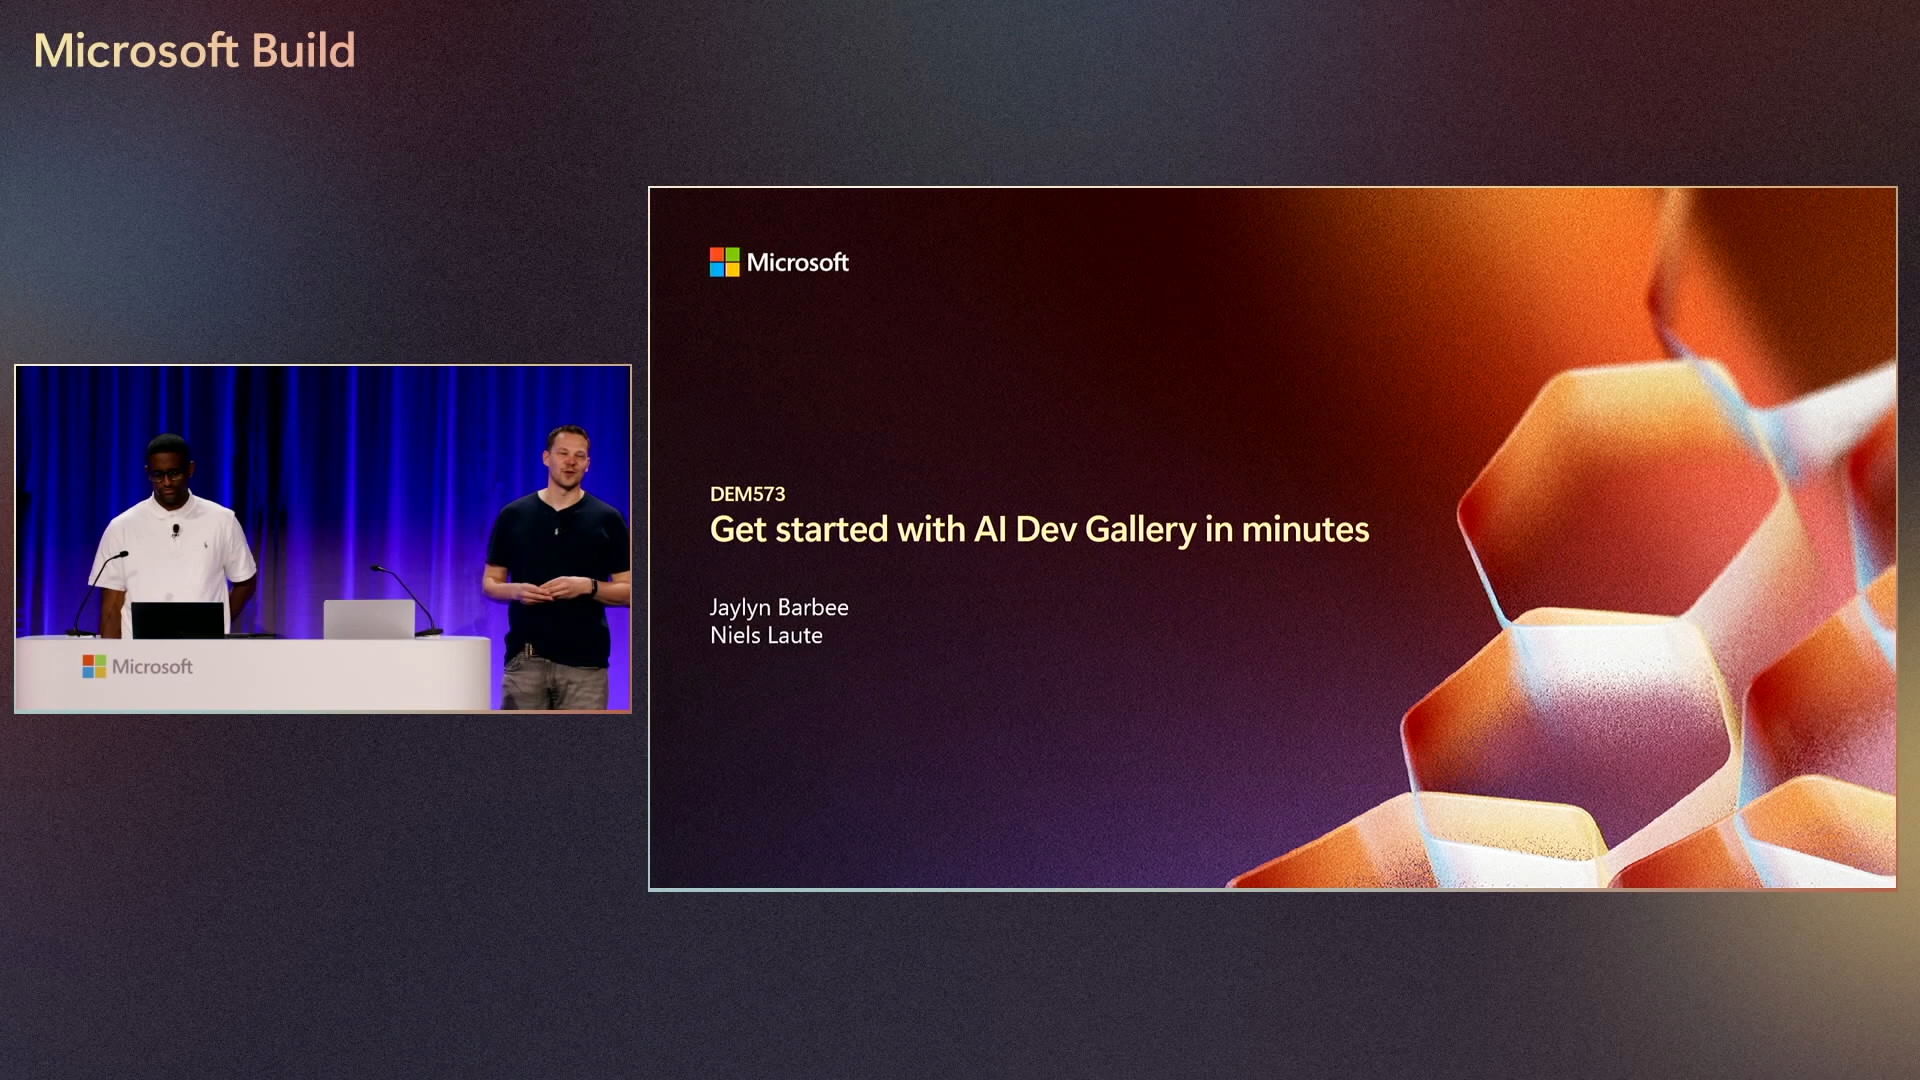 Microsoft Build
Microsoft
DEM573
Get started with AI Dev Gallery in minutes
Jaylyn Barbee
Niels Laute
Microsoft